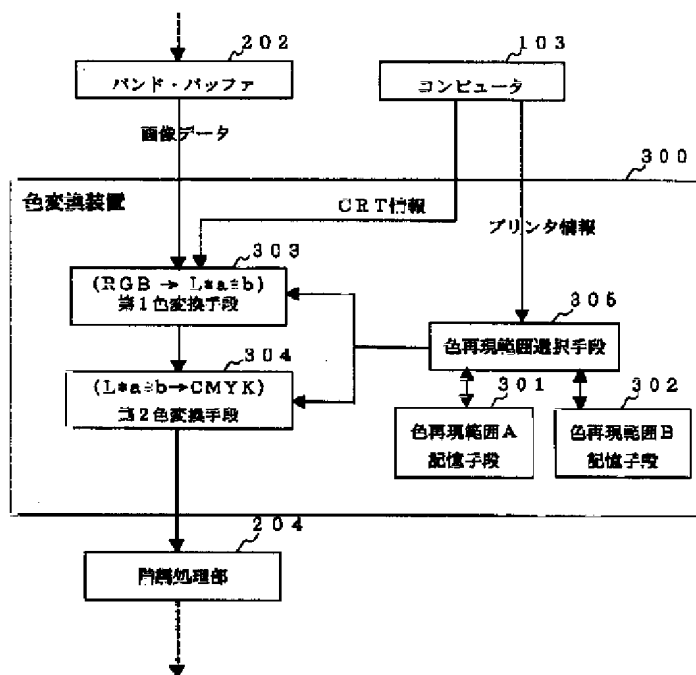 202
バンド・バッファ
103
コンピュータ
画像データ
300
色変換装置
CRT情報
プリンタ情報
303
(RGB → L*a*b)
第1色変換手段
305
色再現範囲選択手段
304
(L*a*b→CMYK)
第2色変換手段
301
色再現範囲A
記憶手段
302
色再現範囲B
記憶手段
204
階調処理部